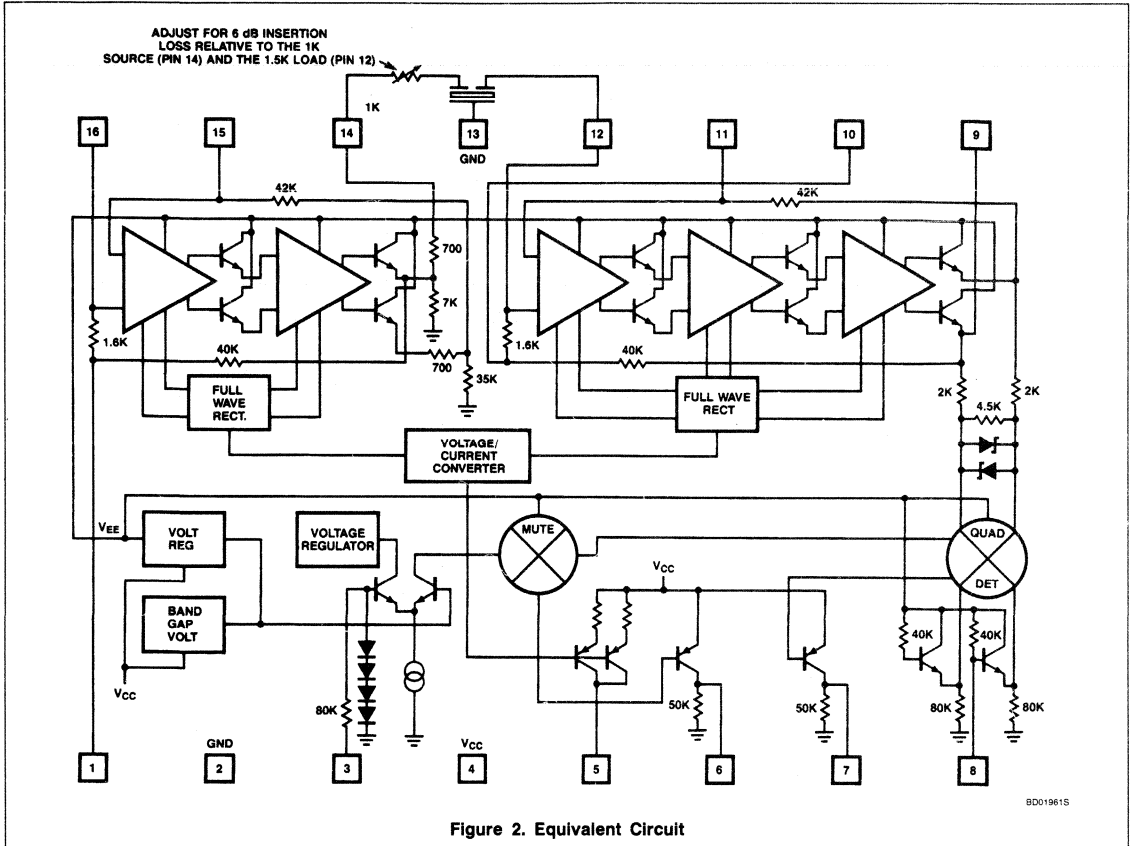 ADJUST FOR 6 dB INSERTION
LOSS RELATIVE TO THE 1K
SOURCE (PIN 14) AND THE 1.5K LOAD (PIN 12)
1K
16
15
14
13
12
11
10
9
GND
42K
42K
700
7K
1.6K
40K
700
35K
1.6K
40K
2K
2K
4.5K
FULL
WAVE
RECT.
FULL WAVE
RECT
VOLTAGE/
CURRENT
CONVERTER
VEE
VOLT
REG
VOLTAGE
REGULATOR
MUTE
QUAD
DET
VCC
BAND
GAP
VOLT
VCC
40K
40K
80K
50K
50K
80K
80K
GND
VCC
1
2
3
4
5
6
7
8
BD01961S
Figure 2. Equivalent Circuit